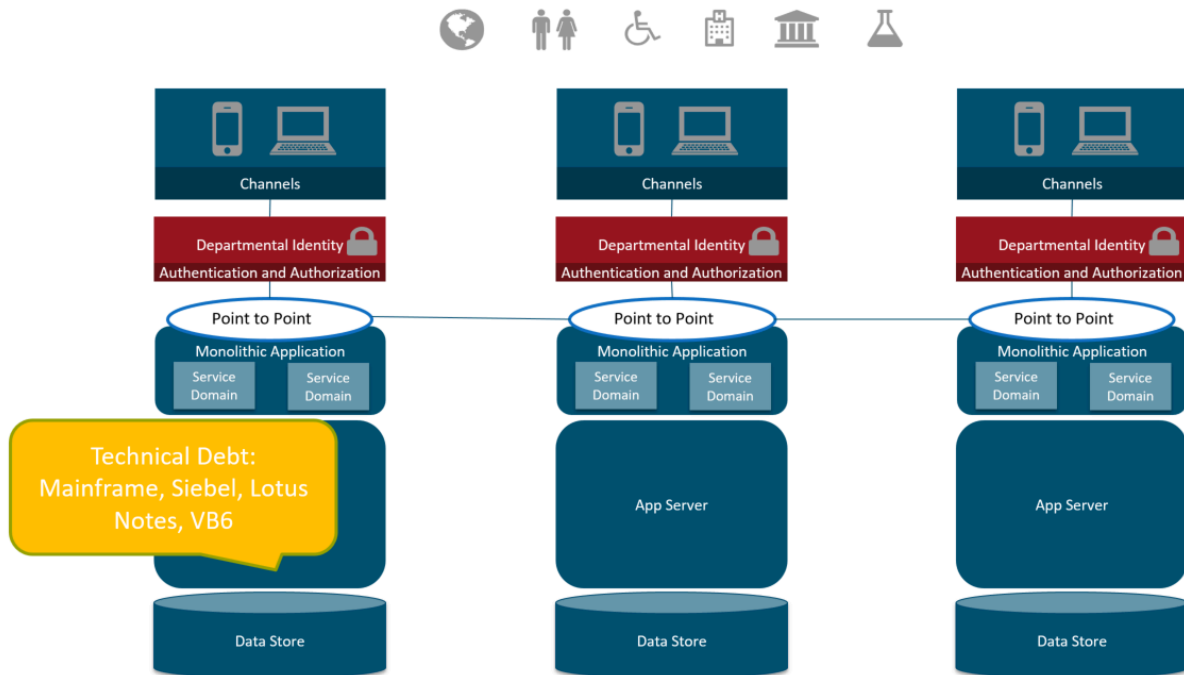 Channels
Channels
Channels
Departmental Identity
Authentication and Authorization
Departmental Identity
Authentication and Authorization
Departmental Identity
Authentication and Authorization
Point to Point
Point to Point
Point to Point
Monolithic Application
Service
Domain
Service
Domain
Monolithic Application
Service
Domain
Service
Domain
Monolithic Application
Service
Domain
Service
Domain
Technical Debt:
Mainframe, Siebel, Lotus
Notes, VB6
App Server
App Server
Data Store
Data Store
Data Store